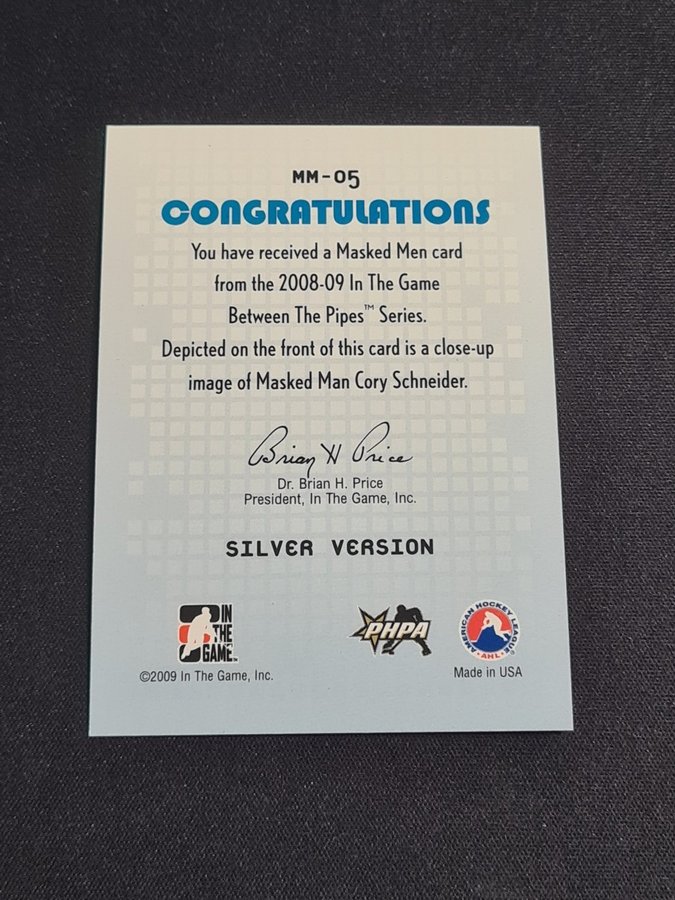 MM-05
CONGRATULATIONS
You have received a Masked Men card
from the 2008-09 In The Game
Between The Pipes™ Series.
Depicted on the front of this card is a close-up
image of Masked Man Cory Schneider.
Brian H Price
Dr. Brian H. Price
President, In The Game, Inc.
SILVER VERSION
IN
THE
GAME
PHPA
AMERICAN HOCKEY LEAGUE
AHL
©2009 In The Game, Inc.
Made in USA